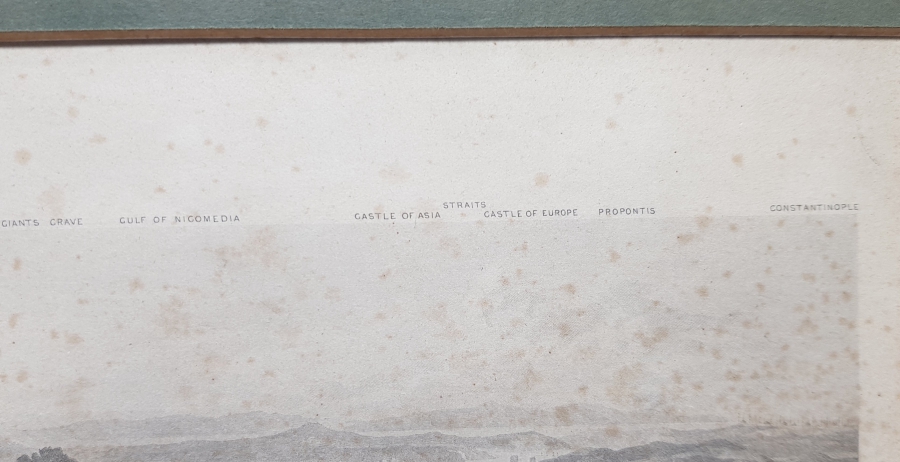 STRAITS
GIANTS GRAVE GULF OF NICOMEDIA CASTLE OF ASIA CASTLE OF EUROPE PROPONTIS CONSTANTINOPLE